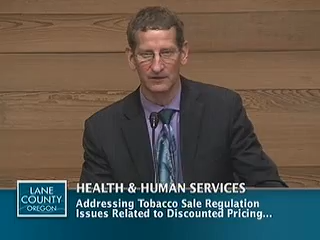 LANE
COUNTY
OREGON
HEALTH & HUMAN SERVICES
Addressing Tobacco Sale Regulation
Issues Related to Discounted Pricing...